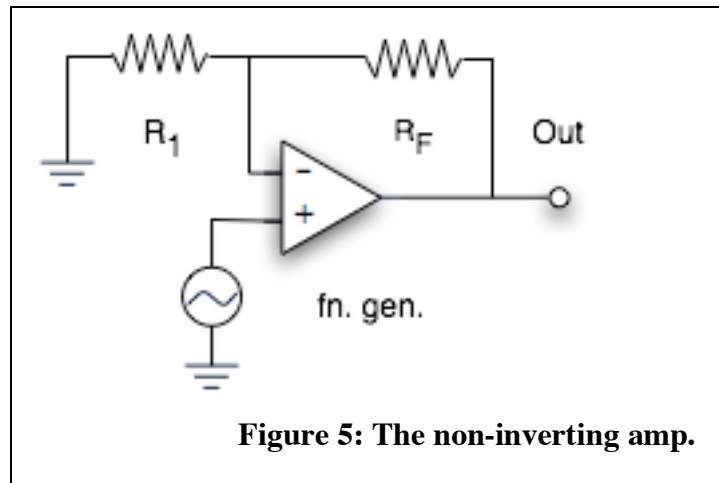 R1
RF
Out
-
+
fn. gen.
Figure 5: The non-inverting amp.